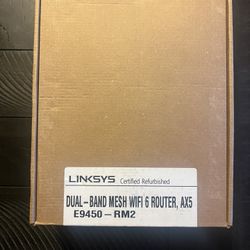 LINKSYS Certified Refurbished
DUAL-BAND MESH WIFI 6 ROUTER, AX5
E9450-RM2